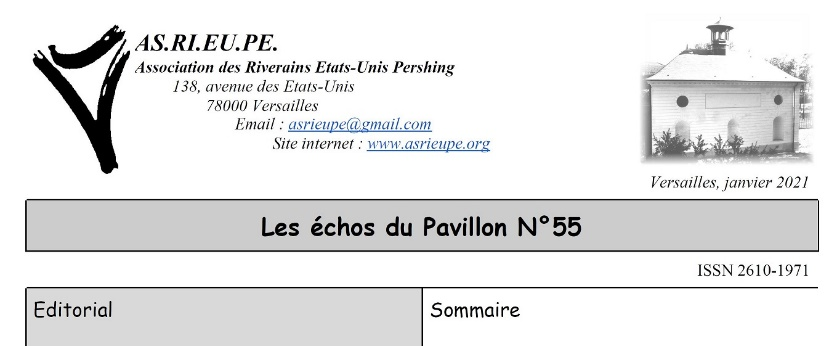 AS.RI.EU.PE.
Association des Riverains Etats-Unis Pershing
138, avenue des Etats-Unis
78000 Versailles
Email : asrieupe@gmail.com
Site internet : www.asrieupe.org
Versailles, janvier 2021
Les échos du Pavillon N°55
ISSN 2610-1971
Editorial
Sommaire